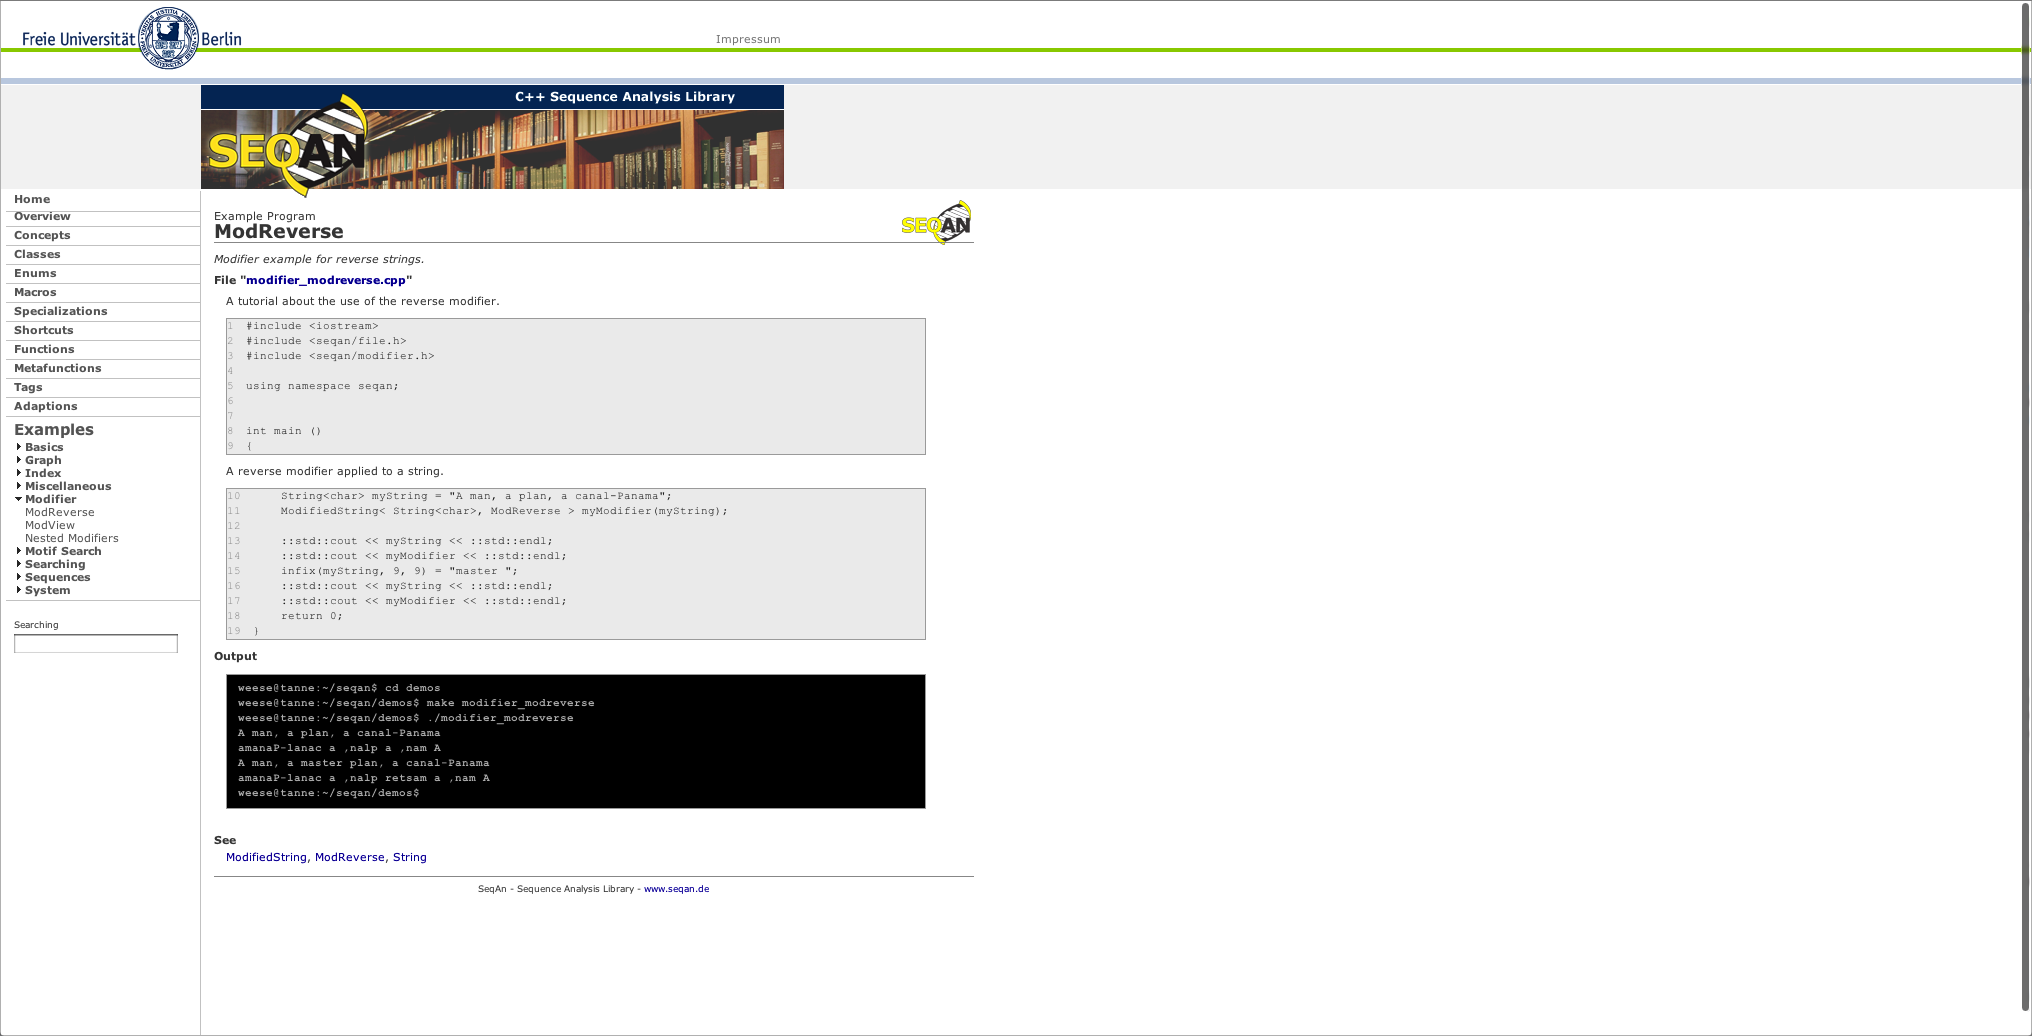 Freie Universität Berlin
Impressum
C++ Sequence Analysis Library
SEQAN
Home
Overview
Concepts
Classes
Enums
Macros
Specializations
Shortcuts
Functions
Metafunctions
Tags
Adaptions
Examples
Basics
Graph
Index
Miscellaneous
Modifier
ModReverse
ModView
Nested Modifiers
Motif Search
Searching
Sequences
System
Searching
Example Program
ModReverse
SEQAN
Modifier example for reverse strings.
File "modifier_modreverse.cpp"
A tutorial about the use of the reverse modifier.
1 #include <iostream>
2 #include <seqan/file.h>
3 #include <seqan/modifier.h>
4
5 using namespace seqan;
6
7
8 int main ()
9 {
A reverse modifier applied to a string.
10     String<char> myString = "A man, a plan, a canal-Panama";
11     ModifiedString< String<char>, ModReverse > myModifier(myString);
12
13     ::std::cout << myString << ::std::endl;
14     ::std::cout << myModifier << ::std::endl;
15     infix(myString, 9, 9) = "master ";
16     ::std::cout << myString << ::std::endl;
17     ::std::cout << myModifier << ::std::endl;
18     return 0;
19 }
Output
weese@tanne:~/seqan$ cd demos
weese@tanne:~/seqan/demos$ make modifier_modreverse
weese@tanne:~/seqan/demos$ ./modifier_modreverse
A man, a plan, a canal-Panama
amanaP-lanac a ,nalp a ,nam A
A man, a master plan, a canal-Panama
amanaP-lanac a ,nalp retsam a ,nam A
weese@tanne:~/seqan/demos$
See
ModifiedString, ModReverse, String
SeqAn - Sequence Analysis Library - www.seqan.de